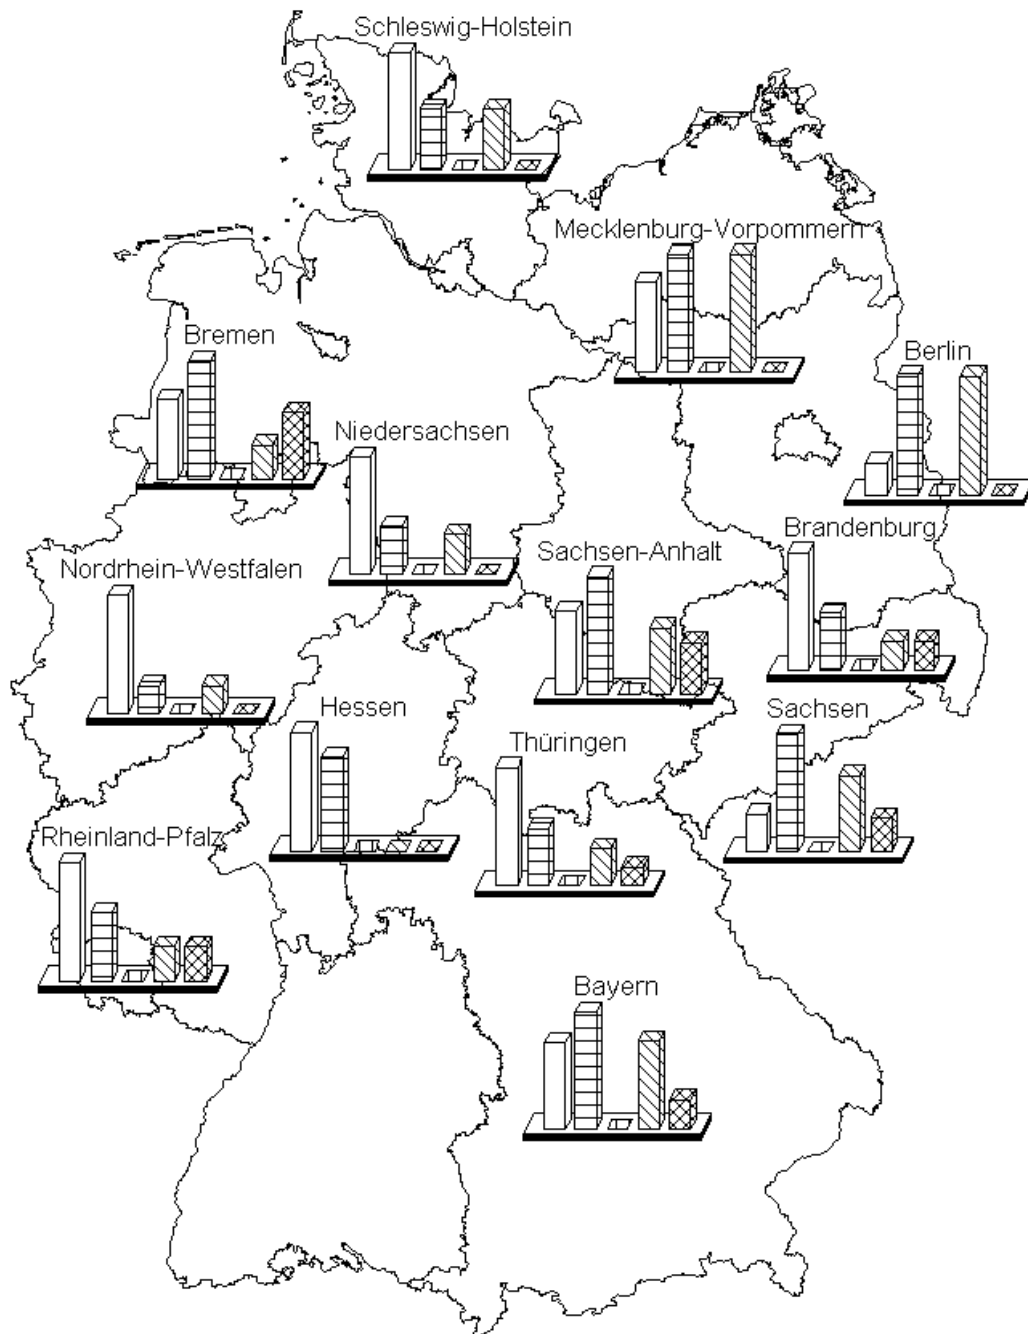 Schleswig-Holstein
Mecklenburg-Vorpommern
Bremen
Berlin
Niedersachsen
Brandenburg
Sachsen-Anhalt
Nordrhein-Westfalen
Hessen
Sachsen
Thüringen
Rheinland-Pfalz
Bayern